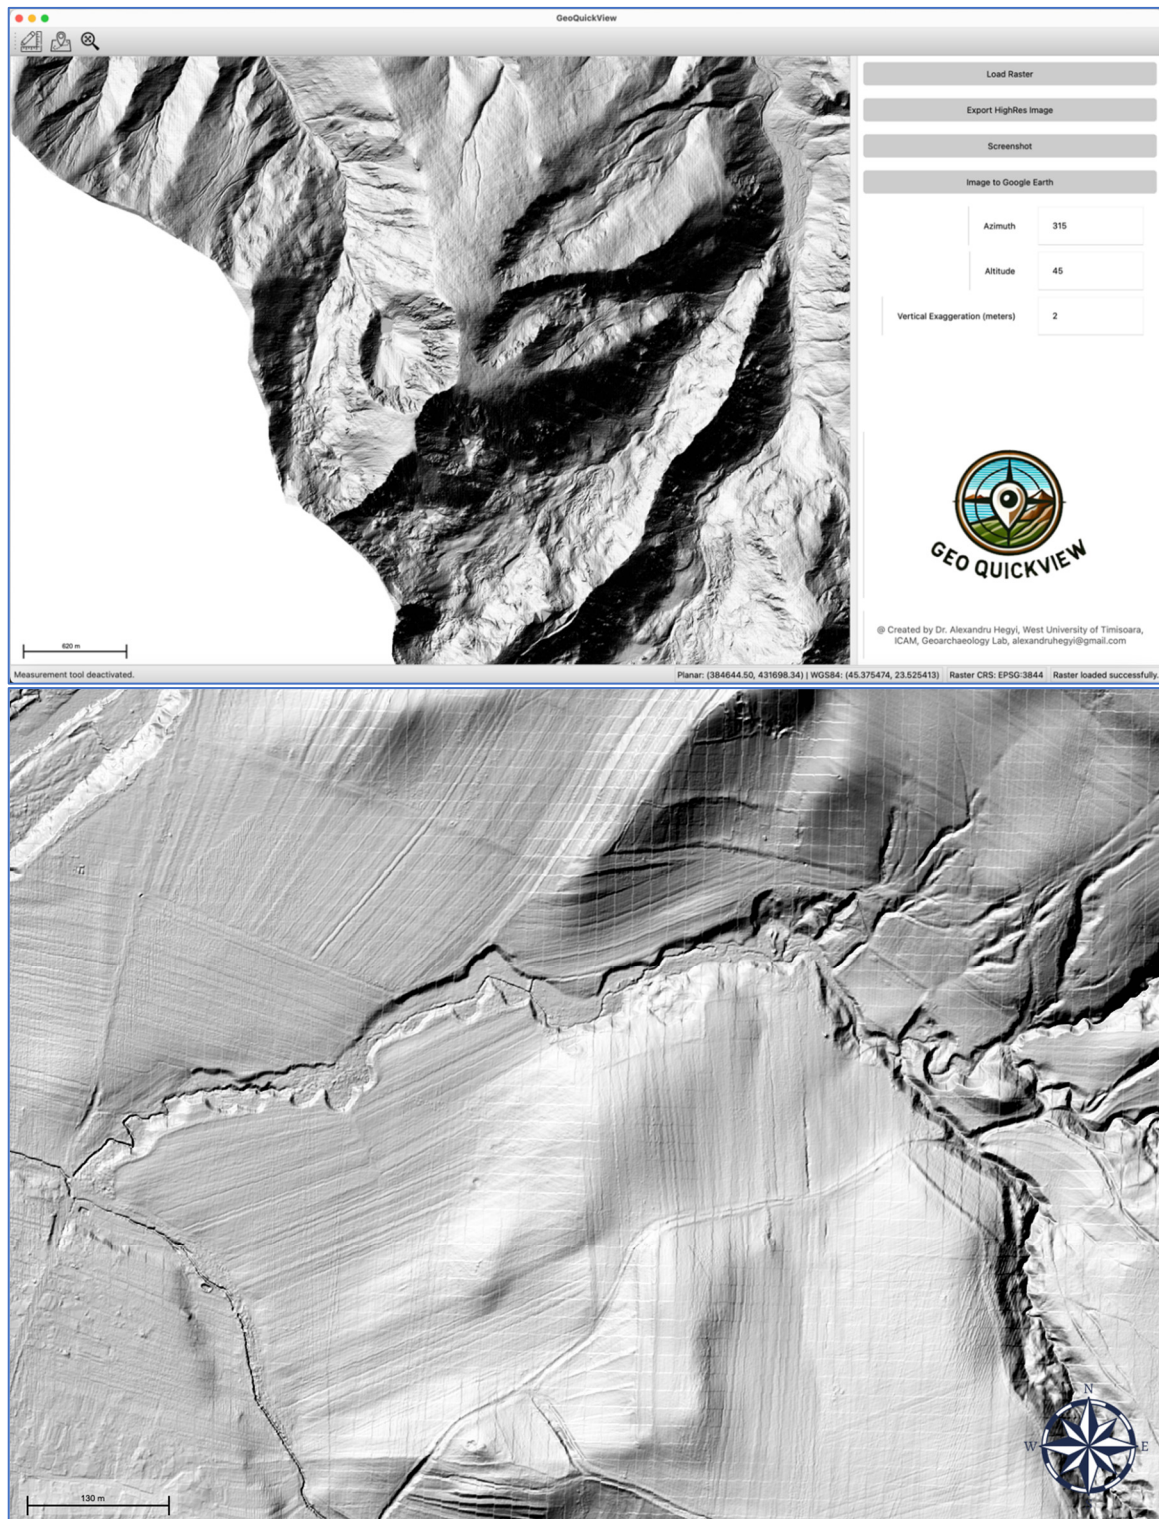 GeoQuickView
Load Raster
Export HighRes Image
Screenshot
Image to Google Earth
Azimuth
315
Altitude
45
Vertical Exaggeration (meters)
2
GEO QUICKVIEW
@ Created by Dr. Alexandru Hegyi, West University of Timisoara,
ICAM, Geoarchaeology Lab, alexandruhegyi@gmail.com
620 m
Measurement tool deactivated.
Planar: (384644.50, 431698.34) | WGS84: (45.375474, 23.525413)
Raster CRS: EPSG:3844
Raster loaded successfully.
N
W
E
130 m